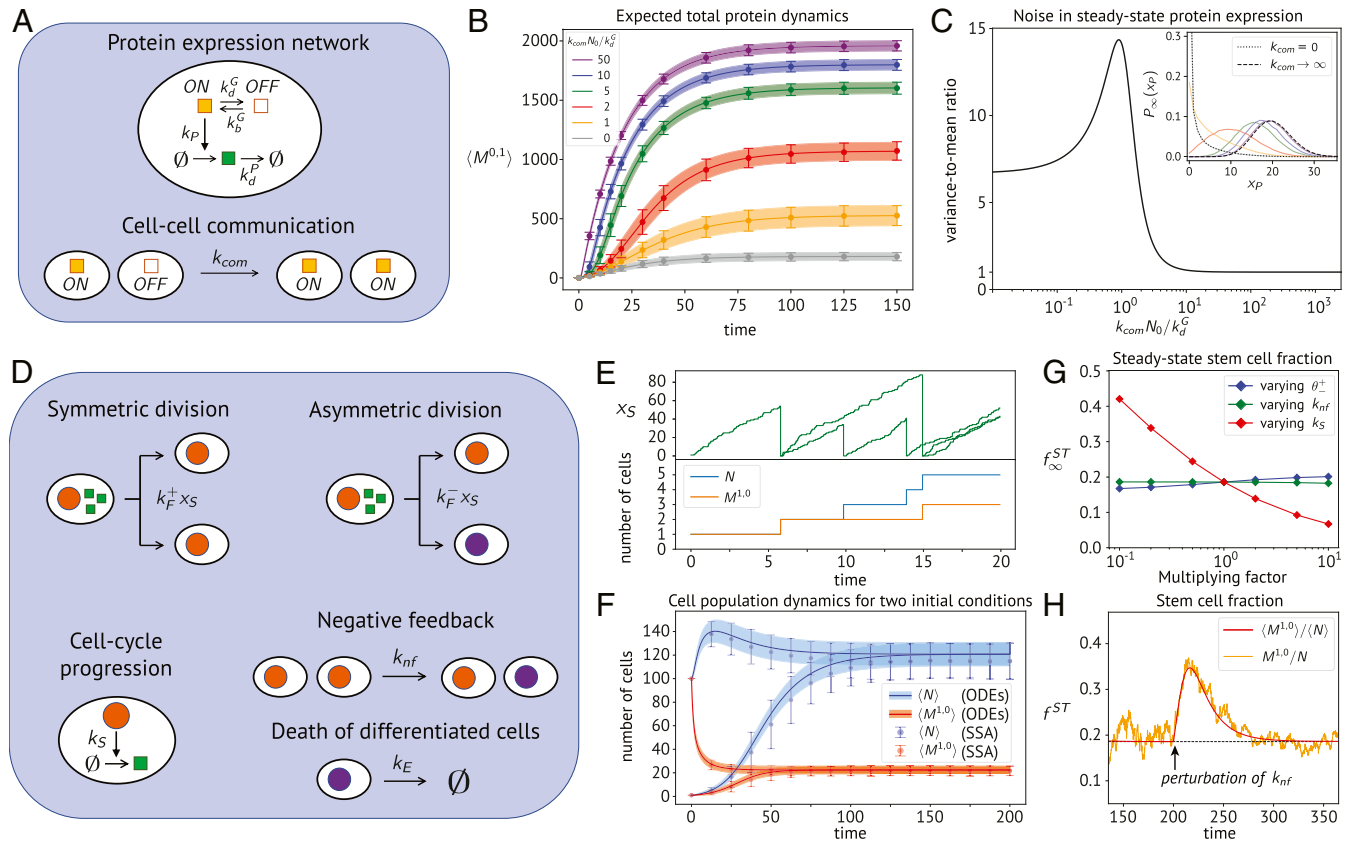 A
Protein expression network
ON k_d^G OFF
k_b^G
k_P
∅ ∅
k_d^P
Cell-cell communication
k_com
ON OFF ON ON
B
Expected total protein dynamics
⟨M^{0,1}⟩
2000
1500
1000
500
0
k_com N_0/k_d^G
50
10
5
2
1
0
0 25 50 75 100 125 150
time
C
Noise in steady-state protein expression
variance-to-mean ratio
15
10
5
1
0
10^{-1} 10^0 10^1 10^2 10^3
k_com N_0/k_d^G
P_∞(x_P)
0.3
0.2
0.1
0.0
k_com = 0
k_com → ∞
0 10 20 30
x_P
D
Symmetric division
k_F^+ x_S
Asymmetric division
k_F^- x_S
Cell-cycle
progression
k_S
∅
Negative feedback
k_nf
Death of differentiated cells
k_E
∅
E
x_S
80
60
40
20
0
number of cells
5
4
3
2
1
0
N
M^{1,0}
0 5 10 15 20
time
F
Cell population dynamics for two initial conditions
number of cells
140
120
100
80
60
40
20
0
⟨N⟩ (ODEs)
⟨M^{1,0}⟩ (ODEs)
⟨N⟩ (SSA)
⟨M^{1,0}⟩ (SSA)
0 50 100 150 200
time
G
Steady-state stem cell fraction
f_∞^{ST}
0.5
0.4
0.3
0.2
0.1
0.0
varying θ_-^+
varying k_nf
varying k_S
10^{-1} 10^0 10^1
Multiplying factor
H
Stem cell fraction
f^{ST}
0.4
0.3
0.2
0.1
⟨M^{1,0}⟩/⟨N⟩
M^{1,0}/N
perturbation of k_nf
150 200 250 300 350
time